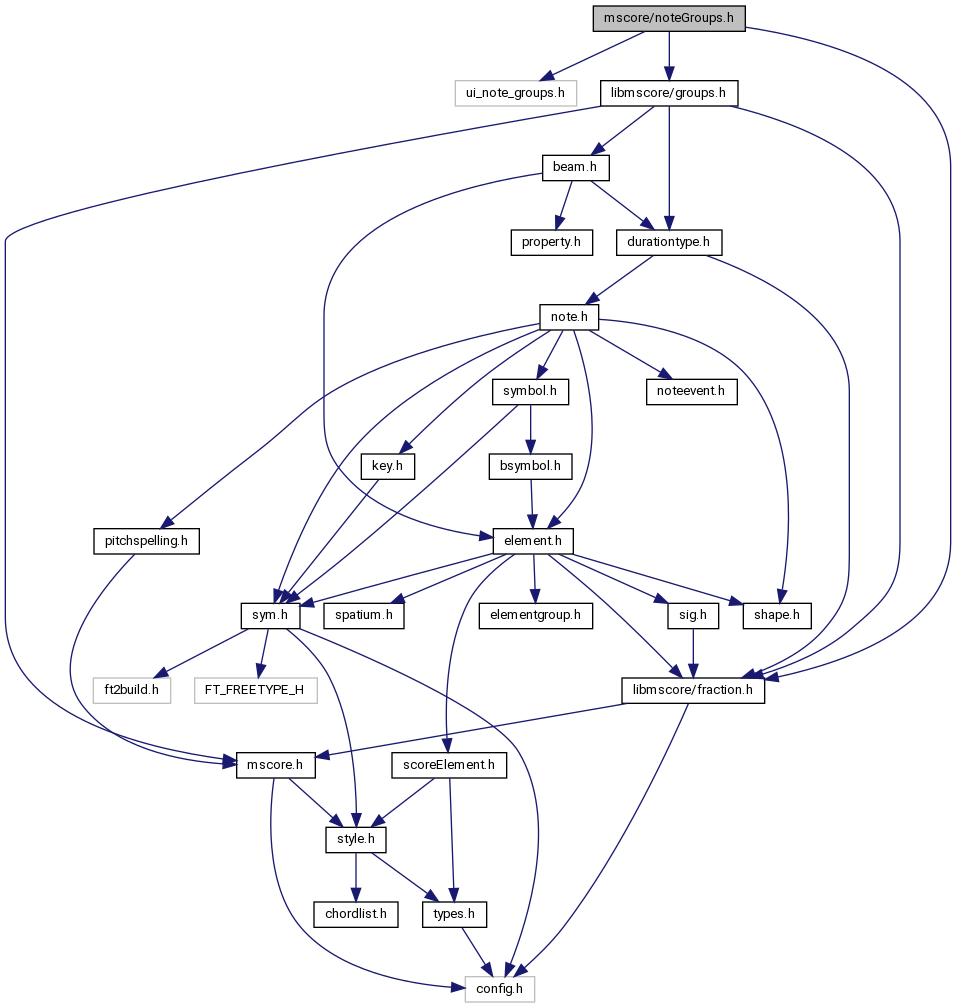 mscore/noteGroups.h
ui_note_groups.h
libmscore/groups.h
beam.h
property.h
durationtype.h
note.h
symbol.h
noteevent.h
key.h
bsymbol.h
pitchspelling.h
element.h
sym.h
spatium.h
elementgroup.h
sig.h
shape.h
ft2build.h
FT_FREETYPE_H
libmscore/fraction.h
mscore.h
scoreElement.h
style.h
chordlist.h
types.h
config.h